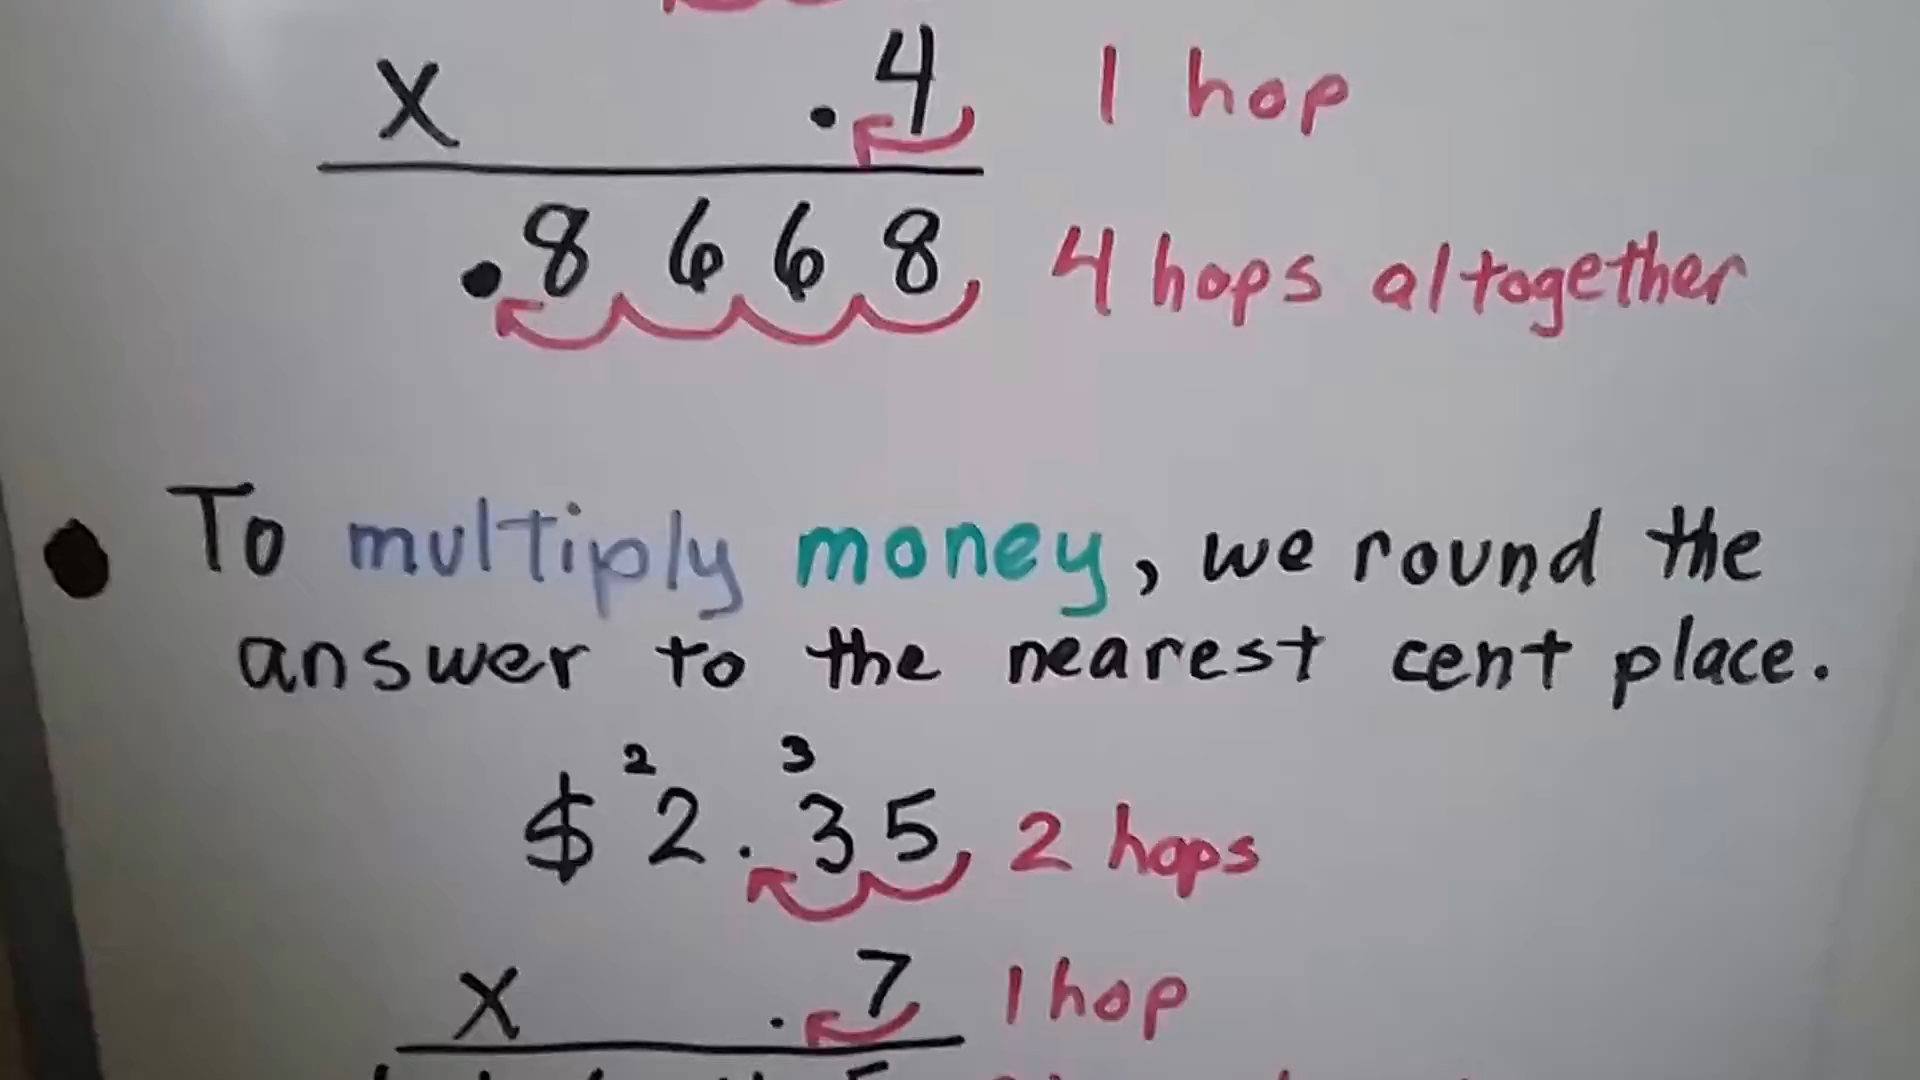 x .4 1 hop
.8668 4 hops altogether
To multiply money, we round the
answer to the nearest cent place.
2 3
$2.35 2 hops
x .7 1 hop